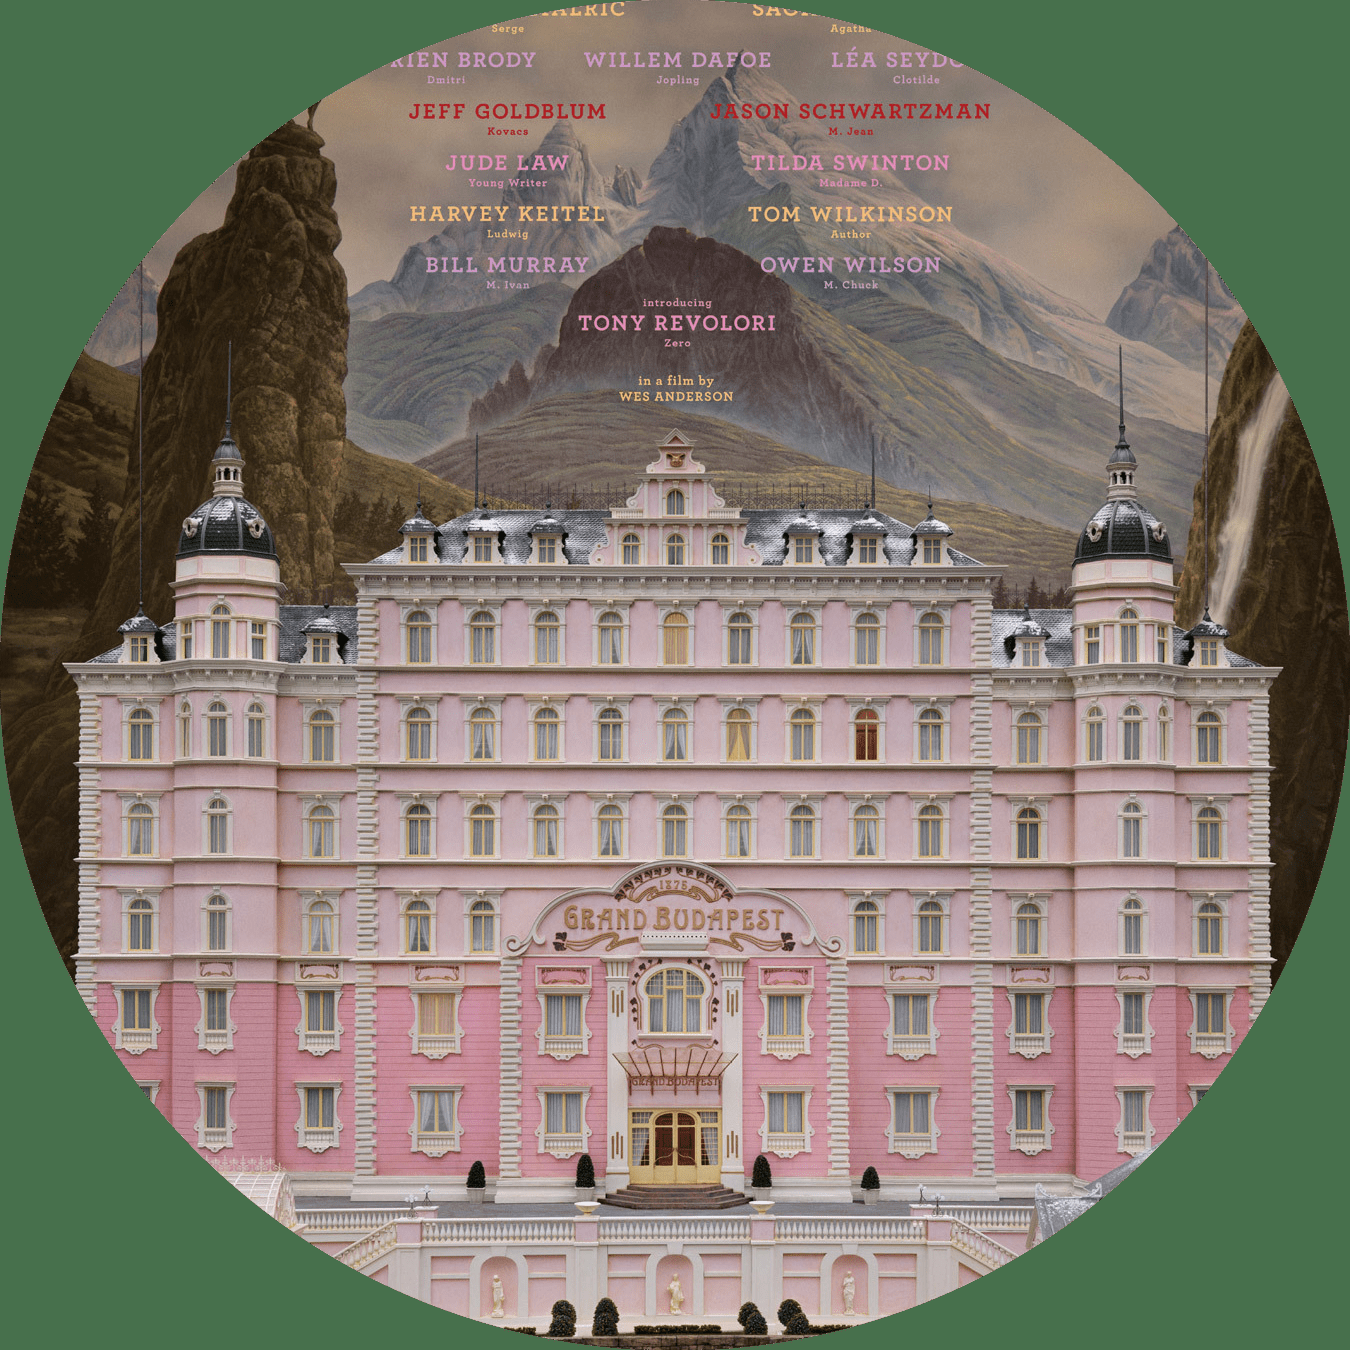 Serge Agatha
BRODY WILLEM DAFOE LÉA
Dmitri Jopling Clotilde
JEFF GOLDBLUM JASON SCHWARTZMAN
Kovacs M. Jean
JUDE LAW TILDA SWINTON
Young Writer Madame D.
HARVEY KEITEL TOM WILKINSON
Ludwig Author
BILL MURRAY OWEN WILSON
M. Ivan M. Chuck
introducing
TONY REVOLORI
Zero
in a film by
WES ANDERSON
1875
GRAND BUDAPEST
GRAND BUDAPEST